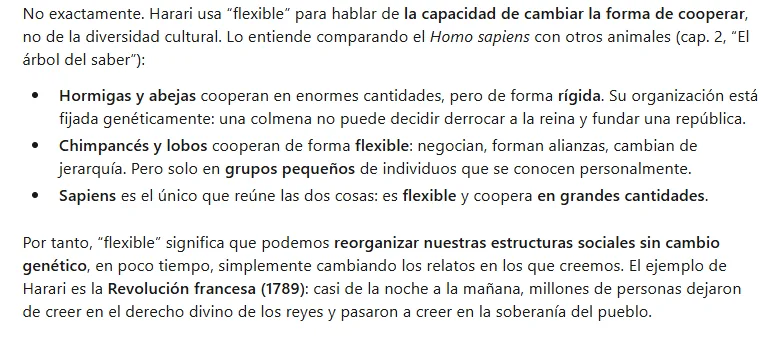 No exactamente. Harari usa “flexible” para hablar de la capacidad de cambiar la forma de cooperar,
no de la diversidad cultural. Lo entiende comparando el Homo sapiens con otros animales (cap. 2, “El
árbol del saber”):
• Hormigas y abejas cooperan en enormes cantidades, pero de forma rígida. Su organización está
fijada genéticamente: una colmena no puede decidir derrocar a la reina y fundar una república.
• Chimpancés y lobos cooperan de forma flexible: negocian, forman alianzas, cambian de
jerarquía. Pero solo en grupos pequeños de individuos que se conocen personalmente.
• Sapiens es el único que reúne las dos cosas: es flexible y coopera en grandes cantidades.
Por tanto, “flexible” significa que podemos reorganizar nuestras estructuras sociales sin cambio
genético, en poco tiempo, simplemente cambiando los relatos en los que creemos. El ejemplo de
Harari es la Revolución francesa (1789): casi de la noche a la mañana, millones de personas dejaron
de creer en el derecho divino de los reyes y pasaron a creer en la soberanía del pueblo.